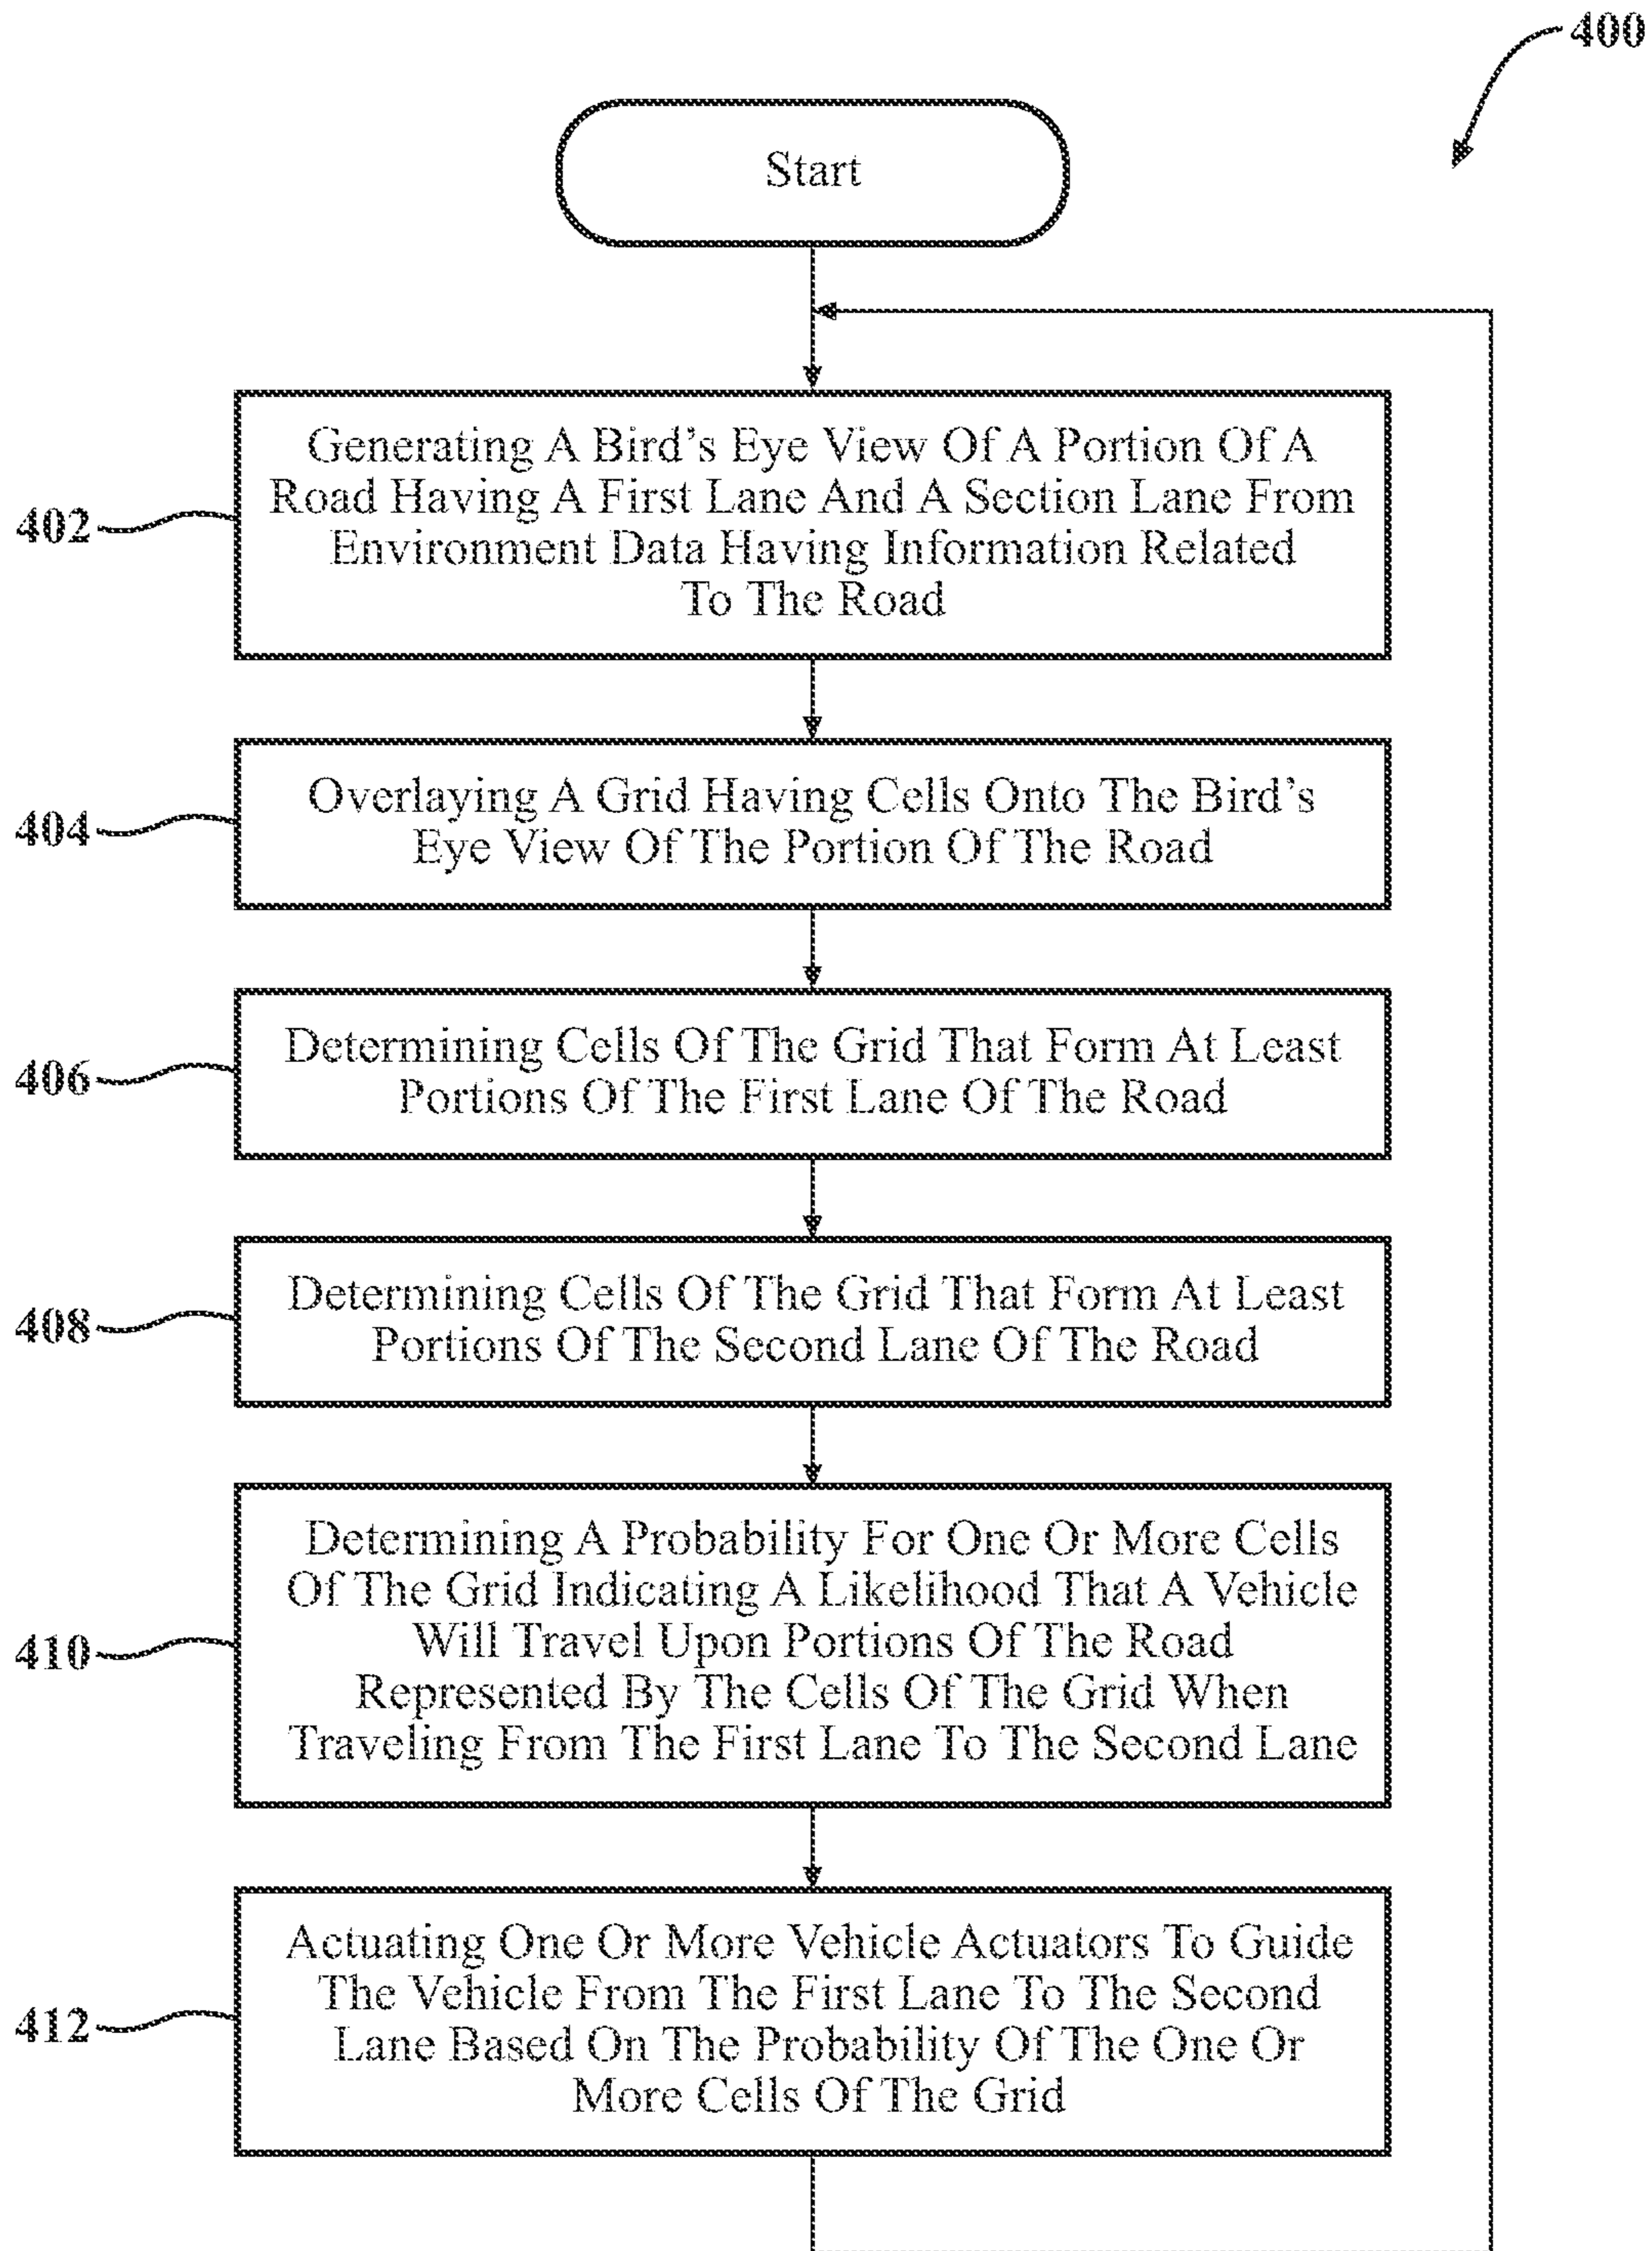 400
Start
402
Generating A Bird's Eye View Of A Portion Of A
Road Having A First Lane And A Section Lane From
Environment Data Having Information Related
To The Road
404
Overlaying A Grid Having Cells Onto The Bird's
Eye View Of The Portion Of The Road
406
Determining Cells Of The Grid That Form At Least
Portions Of The First Lane Of The Road
408
Determining Cells Of The Grid That Form At Least
Portions Of The Second Lane Of The Road
410
Determining A Probability For One Or More Cells
Of The Grid Indicating A Likelihood That A Vehicle
Will Travel Upon Portions Of The Road
Represented By The Cells Of The Grid When
Traveling From The First Lane To The Second Lane
412
Actuating One Or More Vehicle Actuators To Guide
The Vehicle From The First Lane To The Second
Lane Based On The Probability Of The One Or
More Cells Of The Grid